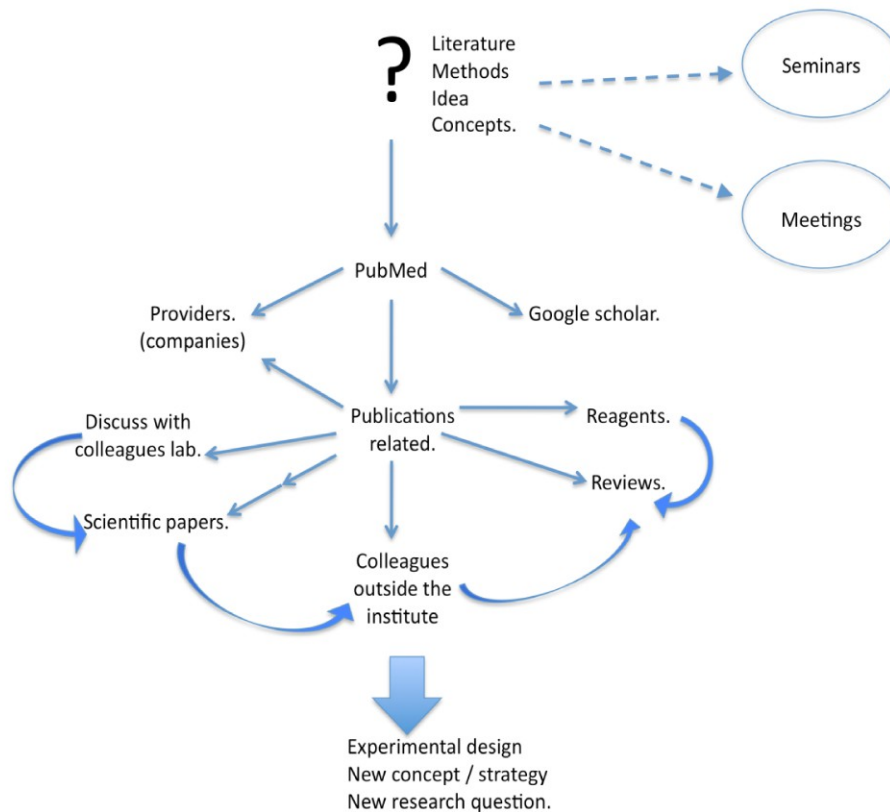 ?
Literature
Methods
Idea
Concepts.
Seminars
Meetings
PubMed
Providers.
(companies)
Google scholar.
Publications
related.
Reagents.
Discuss with
colleagues lab.
Reviews.
Scientific papers.
Colleagues
outside the
institute
Experimental design
New concept / strategy
New research question.